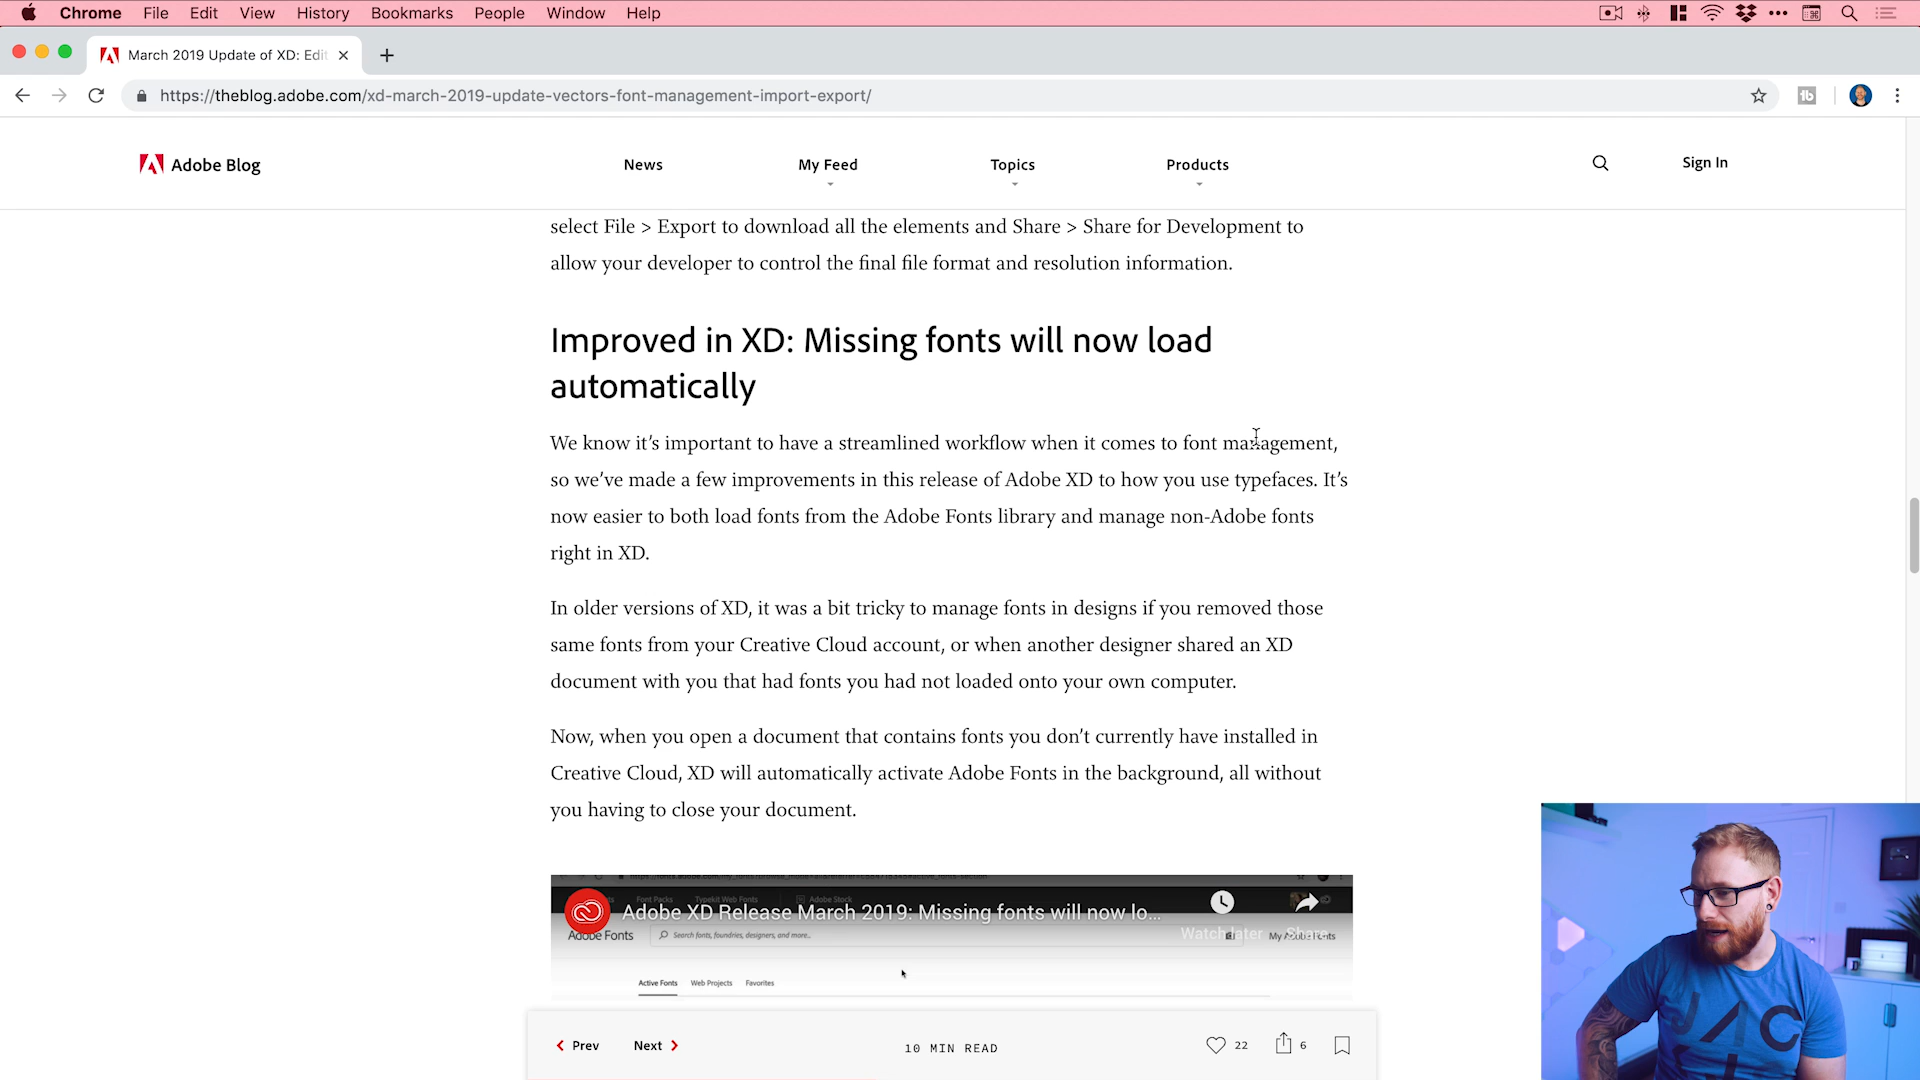 Chrome File Edit View History Bookmarks People Window Help
March 2019 Update of XD: Edi
https://theblog.adobe.com/xd-march-2019-update-vectors-font-management-import-export/
Adobe Blog News My Feed Topics Products Sign In
select File > Export to download all the elements and Share > Share for Development to
allow your developer to control the final file format and resolution information.
Improved in XD: Missing fonts will now load
automatically
We know it's important to have a streamlined workflow when it comes to font management,
so we've made a few improvements in this release of Adobe XD to how you use typefaces. It's
now easier to both load fonts from the Adobe Fonts library and manage non-Adobe fonts
right in XD.
In older versions of XD, it was a bit tricky to manage fonts in designs if you removed those
same fonts from your Creative Cloud account, or when another designer shared an XD
document with you that had fonts you had not loaded onto your own computer.
Now, when you open a document that contains fonts you don't currently have installed in
Creative Cloud, XD will automatically activate Adobe Fonts in the background, all without
you having to close your document.
Font Packs Typekit Web Fonts Adobe Stock
Adobe XD Release March 2019: Missing fonts will now lo...
Watch later Share
Adobe Fonts Search fonts, foundries, designers, and more.. My Adobe Fonts
Active Fonts Web Projects Favorites
Prev Next 10 MIN READ 22 6